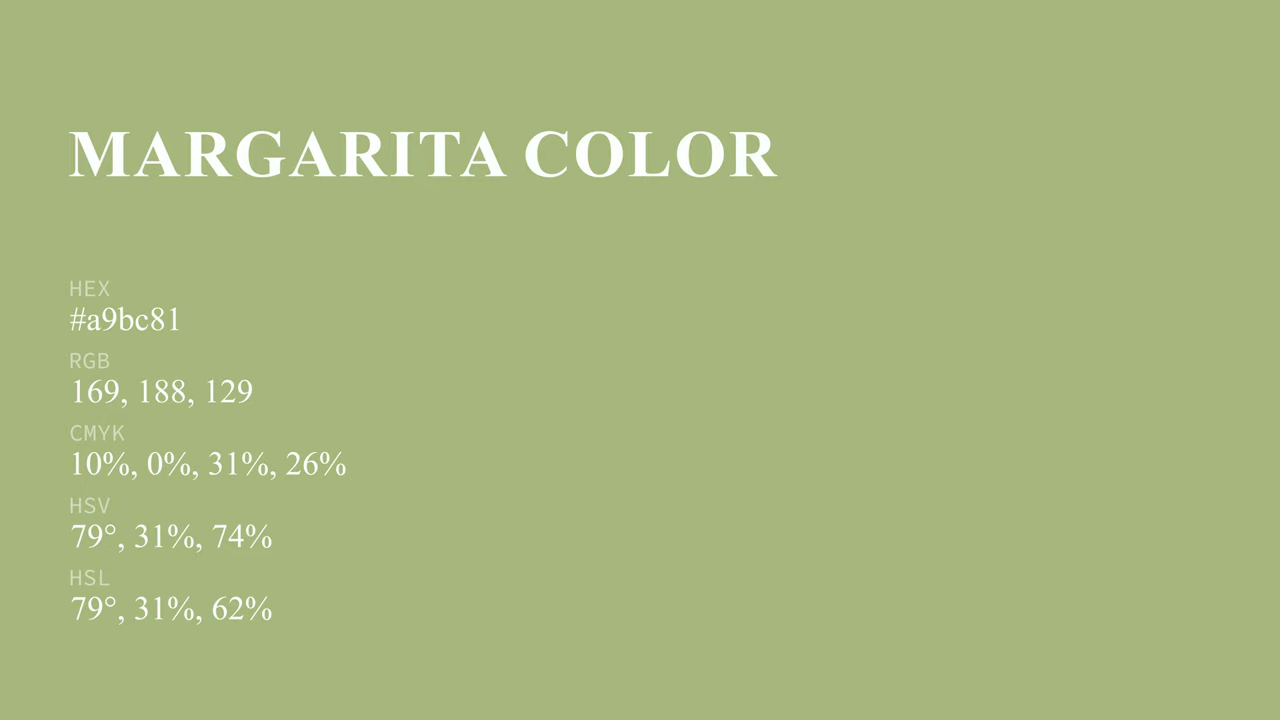 MARGARITA COLOR
HEX
#a9bc81
RGB
169, 188, 129
CMYK
10%, 0%, 31%, 26%
HSV
79°, 31%, 74%
HSL
79°, 31%, 62%